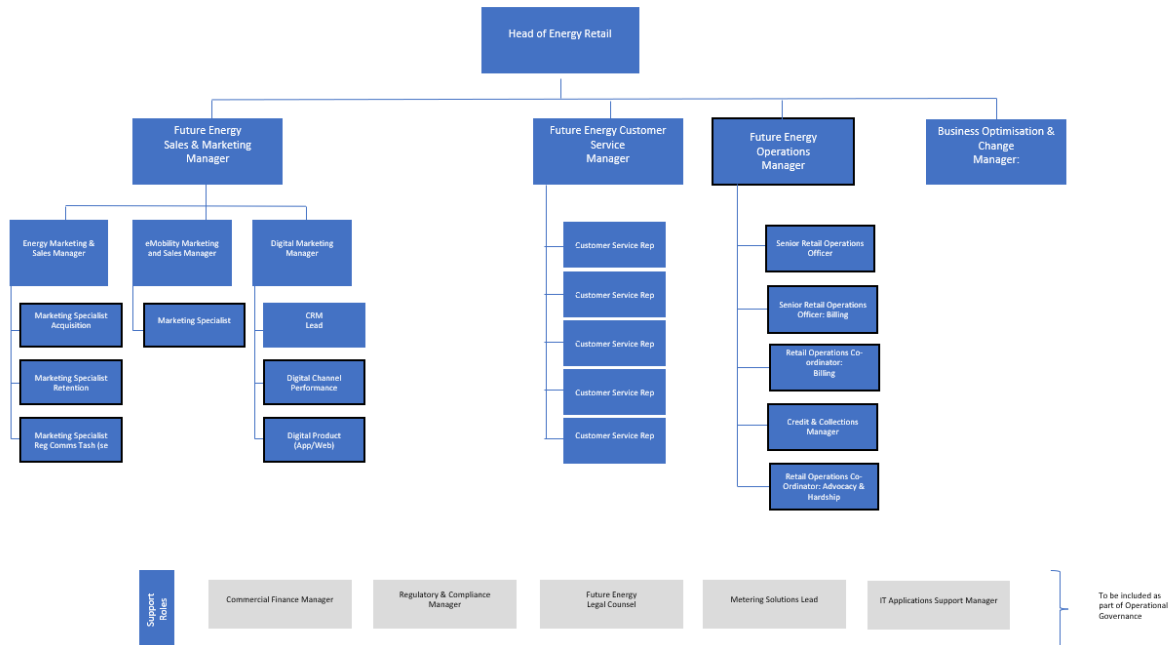 Head of Energy Retail
Future Energy
Sales & Marketing
Manager
Future Energy Customer
Service
Manager
Future Energy
Operations
Manager
Business Optimisation &
Change
Manager:
Energy Marketing &
Sales Manager
eMobility Marketing
and Sales Manager
Digital Marketing
Manager
Marketing Specialist
Acquisition
Marketing Specialist
Retention
Marketing Specialist
Reg Comms Tash (se
Marketing Specialist
CRM
Lead
Digital Channel
Performance
Digital Product
(App/Web)
Customer Service Rep
Customer Service Rep
Customer Service Rep
Customer Service Rep
Customer Service Rep
Senior Retail Operations
Officer
Senior Retail Operations
Officer: Billing
Retail Operations Co-
ordinator:
Billing
Credit & Collections
Manager
Retail Operations Co-
Ordinator: Advocacy &
Hardship
Support
Roles
Commercial Finance Manager
Regulatory & Compliance
Manager
Future Energy
Legal Counsel
Metering Solutions Lead
IT Applications Support Manager
To be included as
part of Operational
Governance